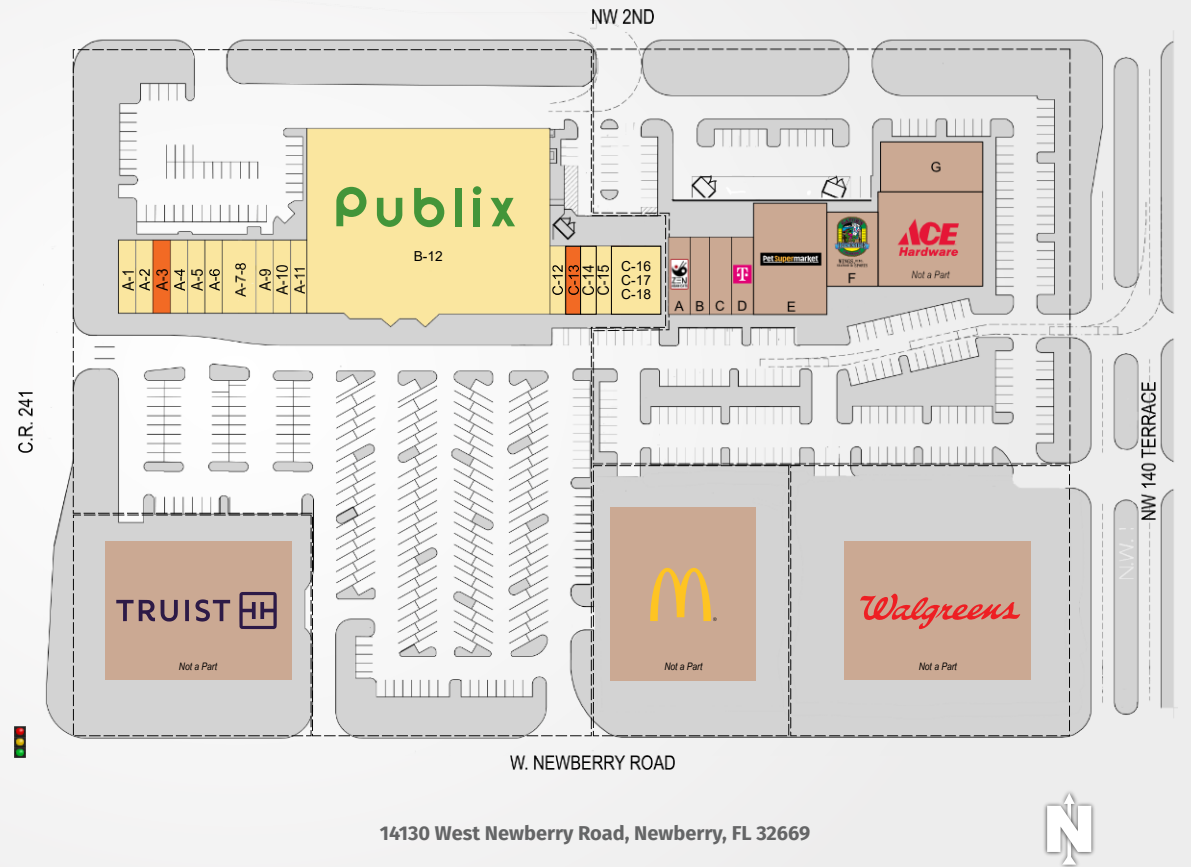 NW 2ND
Publix
B-12
A-1
A-2
A-3
A-4
A-5
A-6
A-7-8
A-9
A-10
A-11
C-12
C-13
C-14
C-15
C-16
C-17
C-18
ZEN
A
B
C
T
D
Pet Supermarket
E
F
G
ACE
Hardware
Not a Part
C.R. 241
NW 140 TERRACE
N.W. 1
TRUIST
Not a Part
Not a Part
Walgreens
Not a Part
W. NEWBERRY ROAD
14130 West Newberry Road, Newberry, FL 32669
N